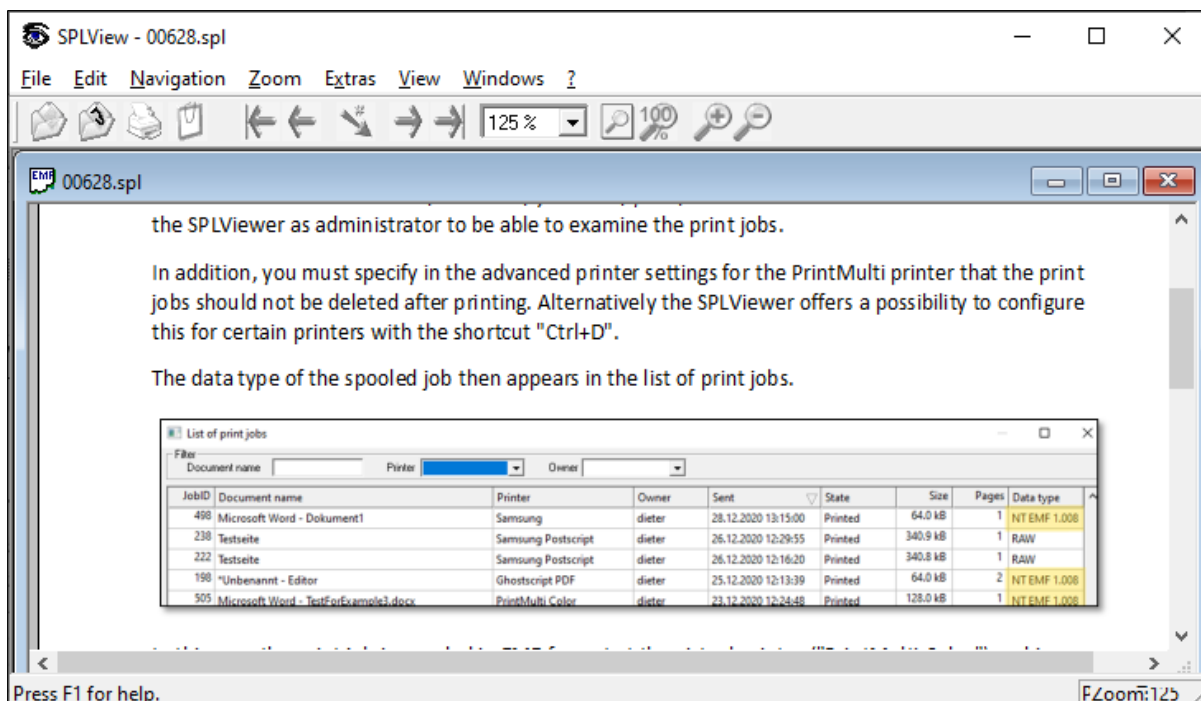 SPLView - 00628.spl
File Edit Navigation Zoom Extras View Windows ?
3 125 % 100 %
EMF 00628.spl
the SPLViewer as administrator to be able to examine the print jobs.
In addition, you must specify in the advanced printer settings for the PrintMulti printer that the print
jobs should not be deleted after printing. Alternatively the SPLViewer offers a possibility to configure
this for certain printers with the shortcut "Ctrl+D".
The data type of the spooled job then appears in the list of print jobs.
List of print jobs
Filter
Document name Printer Owner
JobID Document name Printer Owner Sent State Size Pages Data type
498 Microsoft Word - Dokument1 Samsung dieter 28.12.2020 13:15:00 Printed 64.0 kB 1 NT EMF 1.008
238 Testseite Samsung Postscript dieter 26.12.2020 12:29:55 Printed 340.9 kB 1 RAW
222 Testseite Samsung Postscript dieter 26.12.2020 12:16:20 Printed 340.8 kB 1 RAW
198 *Unbenannt - Editor Ghostscript PDF dieter 25.12.2020 12:13:39 Printed 64.0 kB 2 NT EMF 1.008
505 Microsoft Word - TestForExample3.docx PrintMulti Color dieter 23.12.2020 12:24:48 Printed 128.0 kB 1 NT EMF 1.008
Press F1 for help.
Zoom:125